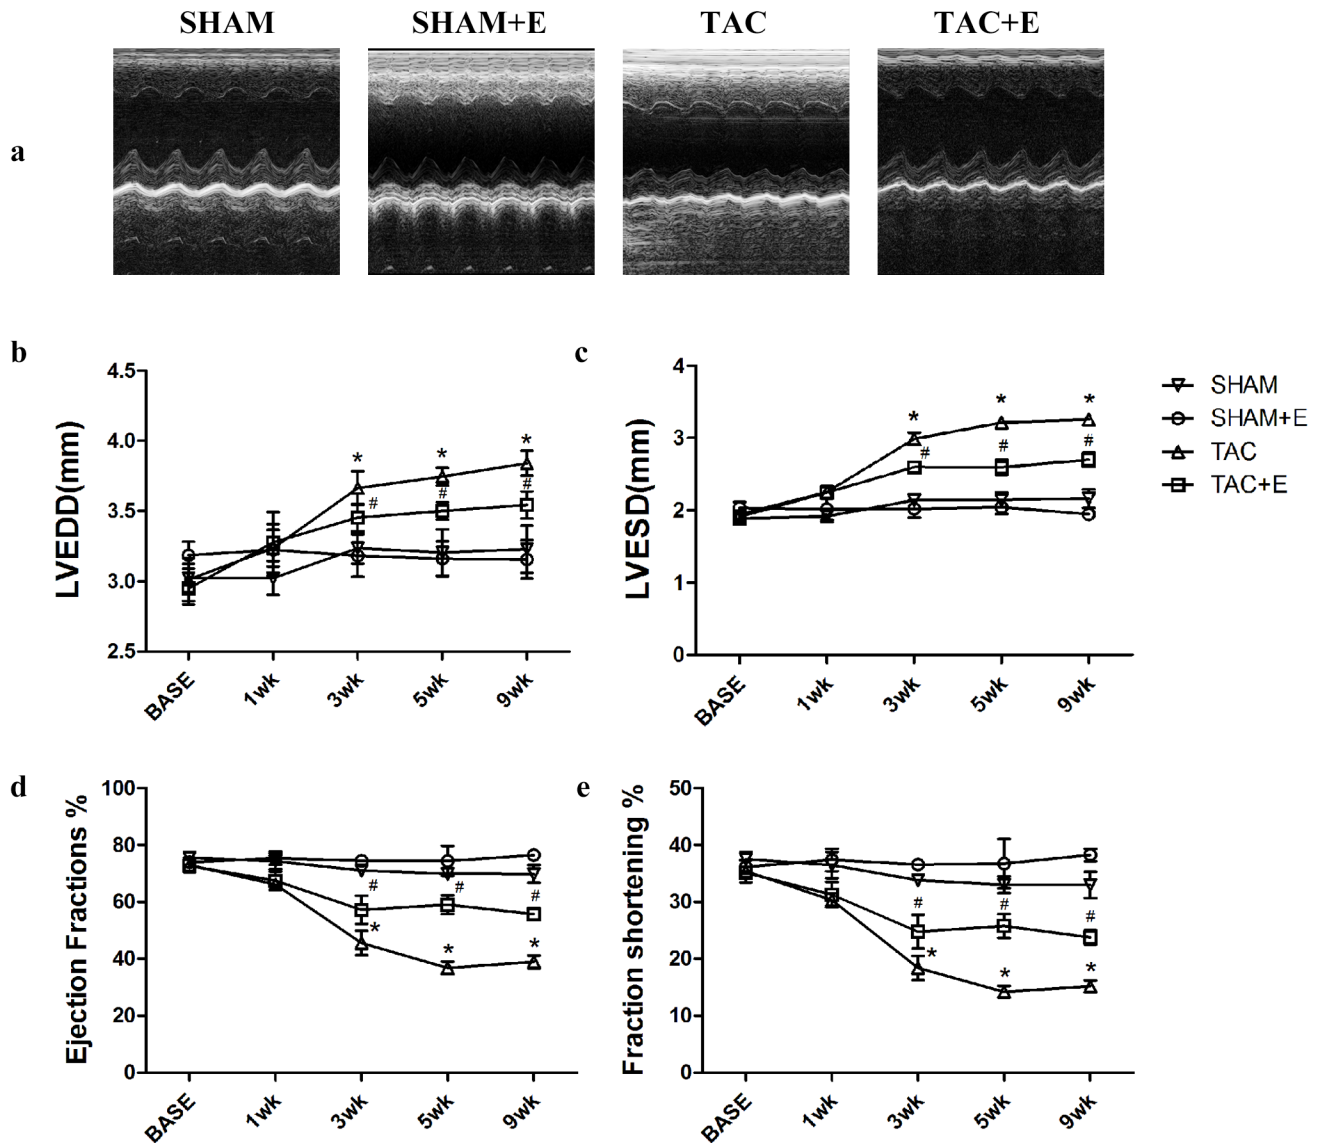 SHAM SHAM+E TAC TAC+E
a
b
c
4.5
4.0
3.5
3.0
2.5
LVEDD(mm)
* * *
# # #
BASE 1wk 3wk 5wk 9wk
4
3
2
1
0
LVESD(mm)
* * *
# # #
BASE 1wk 3wk 5wk 9wk
SHAM
SHAM+E
TAC
TAC+E
d
e
100
80
60
40
20
0
Ejection Fractions %
# # #
* * *
BASE 1wk 3wk 5wk 9wk
50
40
30
20
10
0
Fraction shortening %
# # #
* * *
BASE 1wk 3wk 5wk 9wk